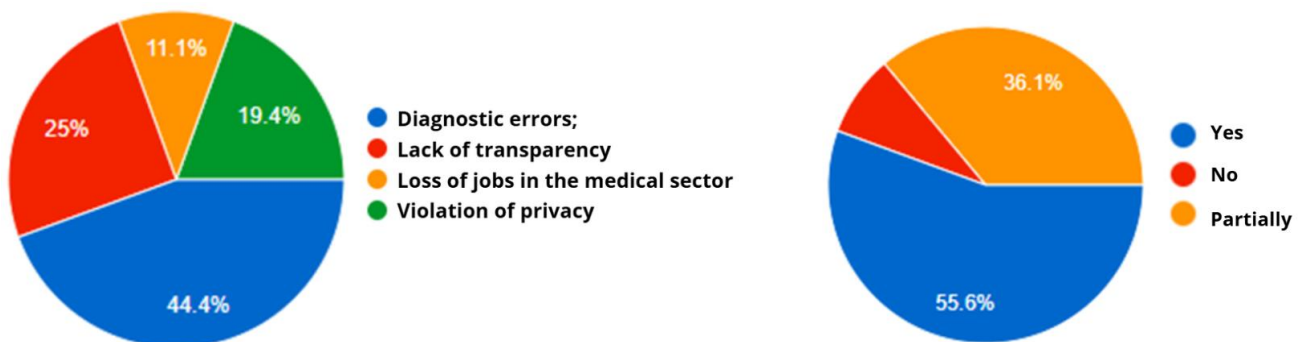 11.1%
19.4%
25%
44.4%
Diagnostic errors;
Lack of transparency
Loss of jobs in the medical sector
Violation of privacy
36.1%
55.6%
Yes
No
Partially